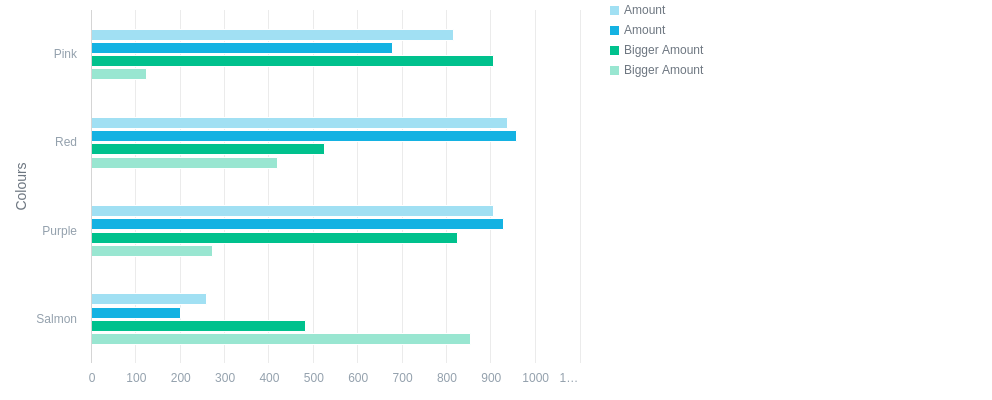 Amount
Amount
Bigger Amount
Bigger Amount
Colours
Pink
Red
Purple
Salmon
0 100 200 300 400 500 600 700 800 900 1000 1…